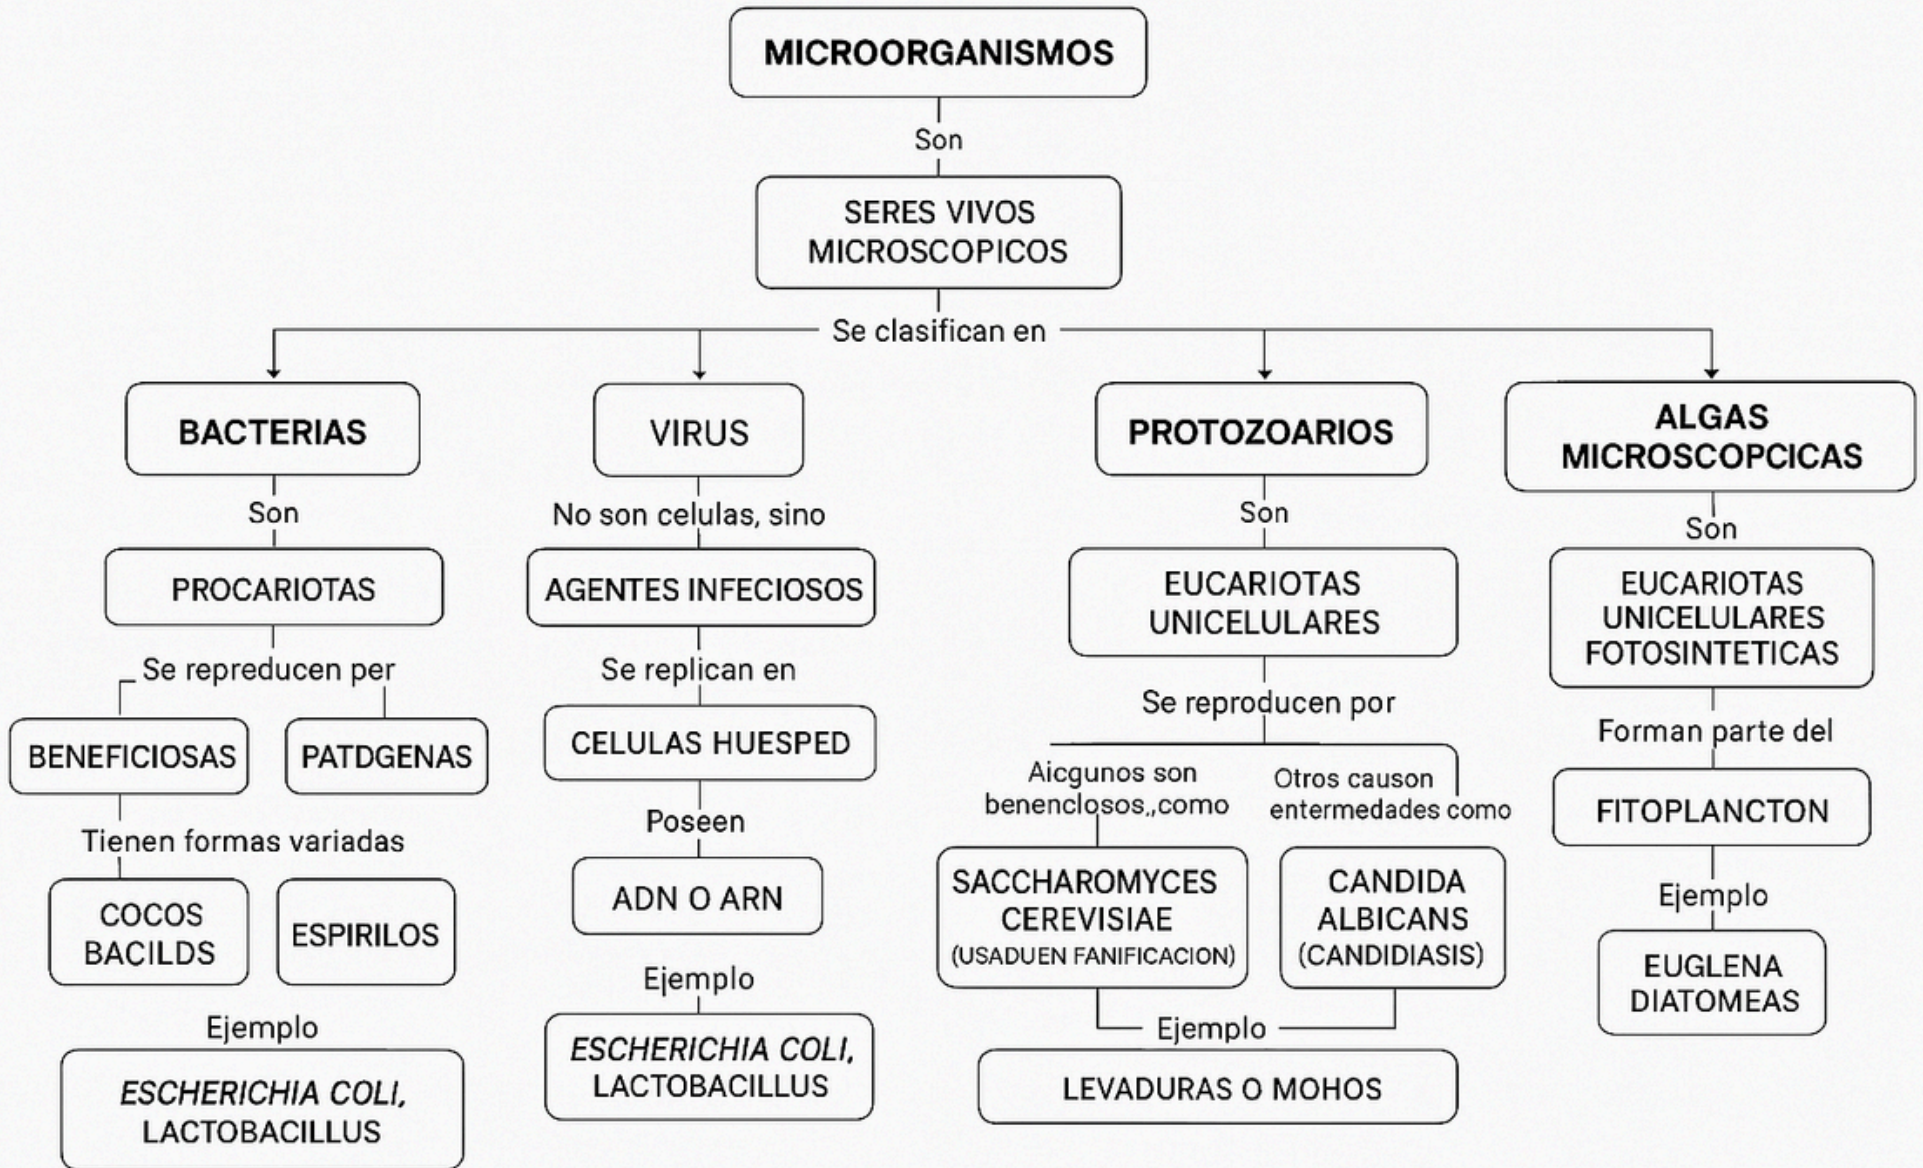 MICROORGANISMOS
Son
SERES VIVOS
MICROSCOPICOS
Se clasifican en
BACTERIAS
Son
PROCARIOTAS
Se repreducen per
BENEFICIOSAS
PATDGENAS
Tienen formas variadas
COCOS
BACILDS
ESPIRILOS
Ejemplo
ESCHERICHIA COLI,
LACTOBACILLUS
VIRUS
No son celulas, sino
AGENTES INFECIOSOS
Se replican en
CELULAS HUESPED
Poseen
ADN O ARN
Ejemplo
ESCHERICHIA COLI,
LACTOBACILLUS
PROTOZOARIOS
Son
EUCARIOTAS
UNICELULARES
Se reproducen por
Aicgunos son
benenclosos,,como
SACCHAROMYCES
CEREVISIAE
(USADUEN FANIFICACION)
Otros causon
entermedades como
CANDIDA
ALBICANS
(CANDIDIASIS)
Ejemplo
LEVADURAS O MOHOS
ALGAS
MICROSCOPCICAS
Son
EUCARIOTAS
UNICELULARES
FOTOSINTETICAS
Forman parte del
FITOPLANCTON
Ejemplo
EUGLENA
DIATOMEAS